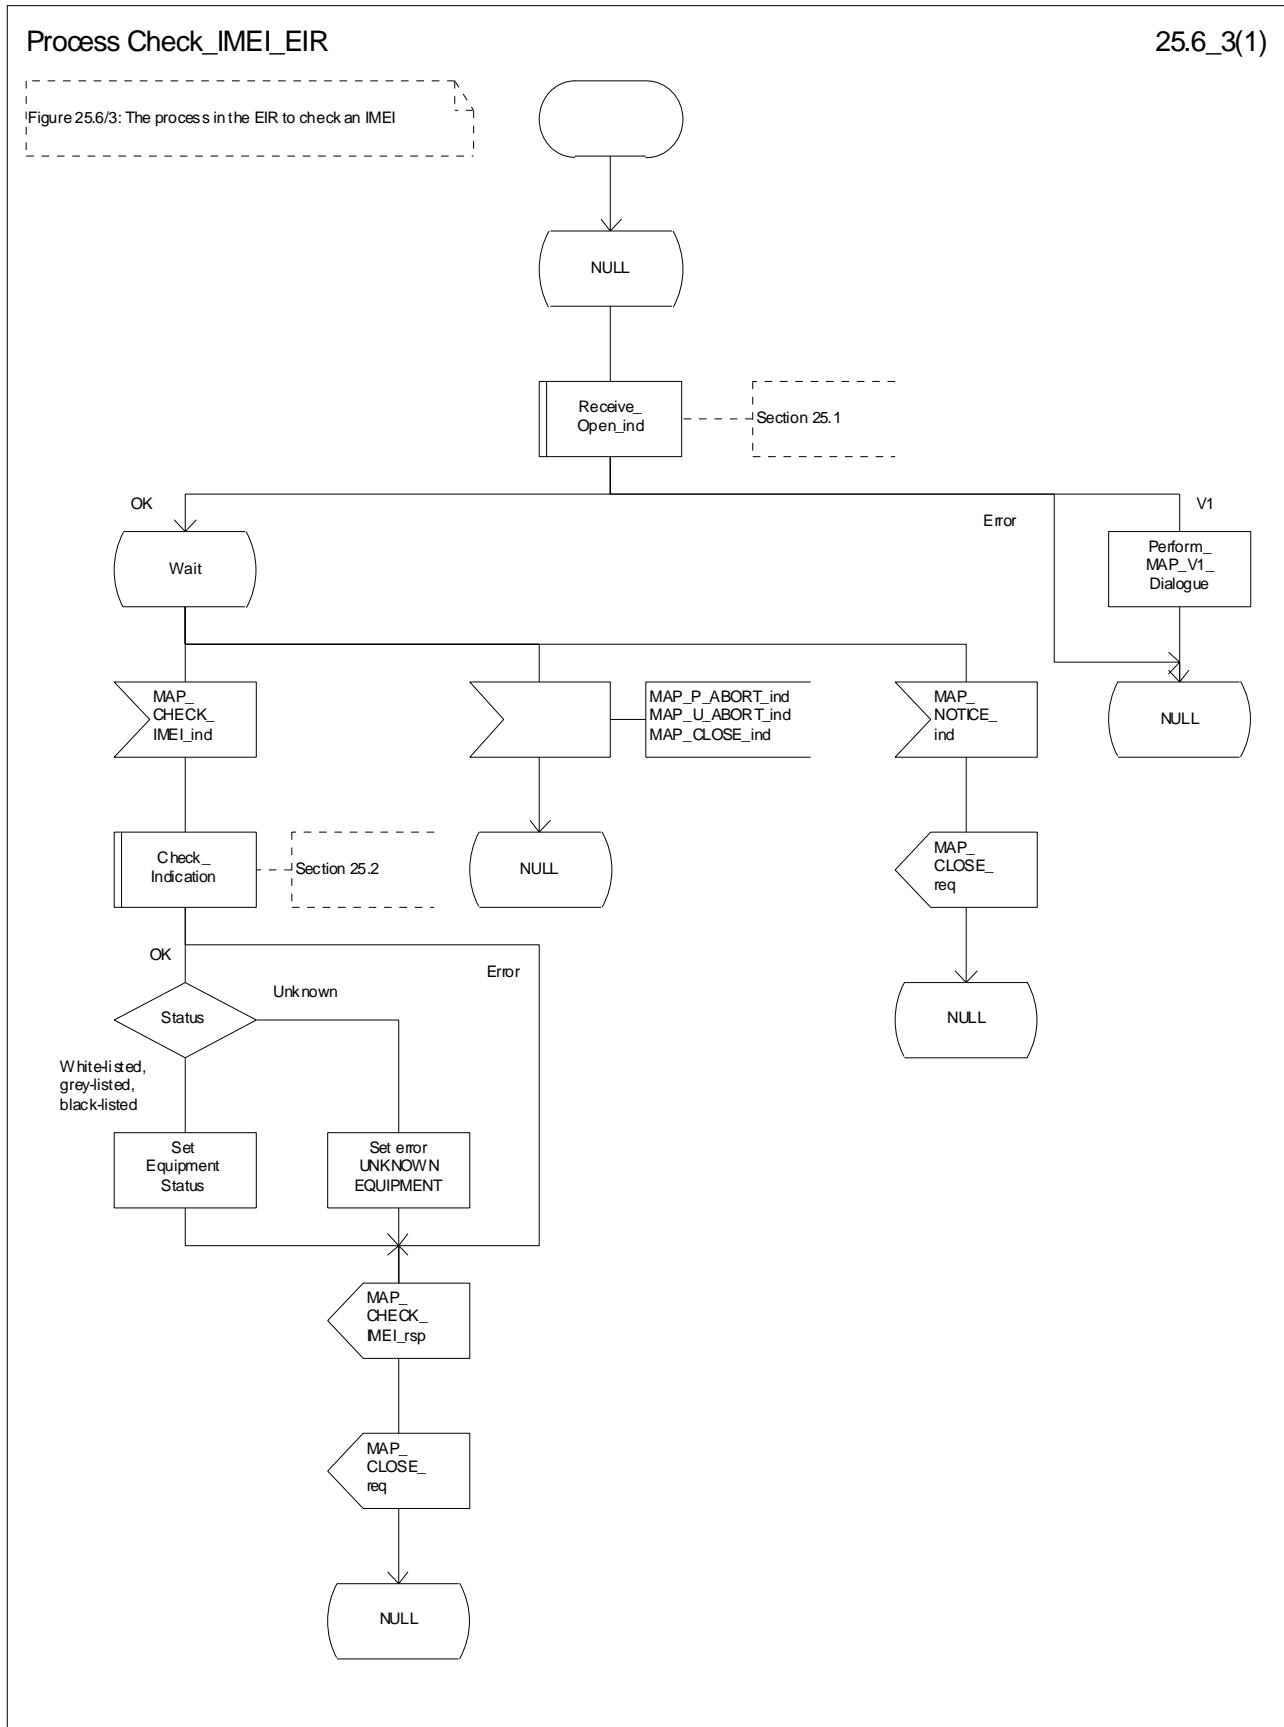 Process Check_IMEI_EIR
25.6_3(1)
Figure 25.6/3: The process in the EIR to check an IMEI
NULL
Receive_
Open_ind
Section 25.1
OK
Error
V1
Wait
Perform_
MAP_V1_
Dialogue
MAP_
CHECK_
IMEI_ind
MAP_P_ABORT_ind
MAP_U_ABORT_ind
MAP_CLOSE_ind
MAP_
NOTICE_
ind
NULL
Check_
Indication
Section 25.2
NULL
MAP_
CLOSE_
req
OK
Error
Status
Unknown
NULL
White-listed,
grey-listed,
black-listed
Set
Equipment
Status
Set error
UNKNOWN
EQUIPMENT
MAP_
CHECK_
IMEI_rsp
MAP_
CLOSE_
req
NULL